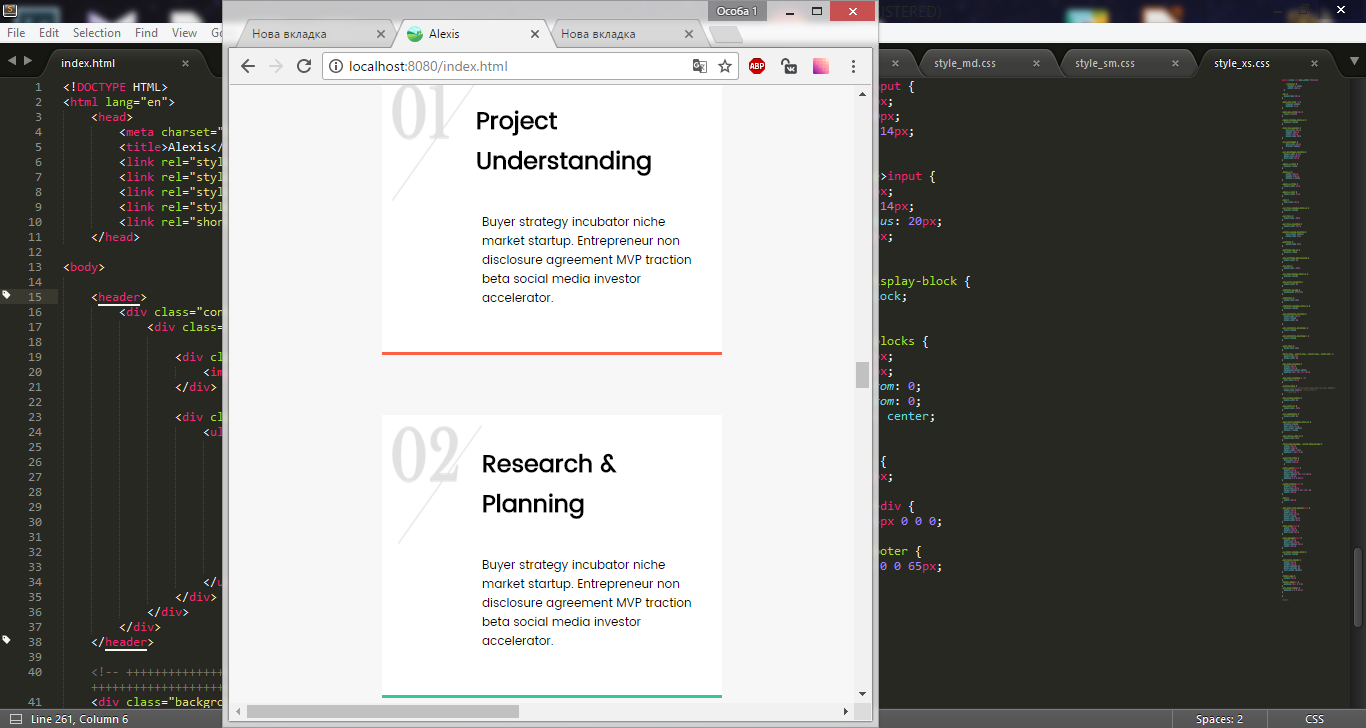 Особа 1
ISTERED)
File Edit Selection Find View Go
Нова вкладка
Alexis
Нова вкладка
localhost:8080/index.html
ABP
index.html
style_md.css
style_sm.css
style_xs.css
1 <!DOCTYPE HTML>
2 <html lang="en">
3 <head>
4 <meta charset="
5 <title>Alexis</
6 <link rel="styl
7 <link rel="styl
8 <link rel="styl
9 <link rel="styl
10 <link rel="shor
11 </head>
12
13 <body>
14
15 <header>
16 <div class="con
17 <div class=
18
19 <div cl
20 <im
21 </div>
22
23 <div cl
24 <ul
25
26
27
28
29
30
31
32
33
34 </u
35 </div>
36 </div>
37 </div>
38 </header>
39
40 <!-- ++++++++++++++
++++++++++++++++++
41 <div class="backgro
01
Project
Understanding
Buyer strategy incubator niche
market startup. Entrepreneur non
disclosure agreement MVP traction
beta social media investor
accelerator.
02
Research &
Planning
Buyer strategy incubator niche
market startup. Entrepreneur non
disclosure agreement MVP traction
beta social media investor
accelerator.
put {
x;
px;
14px;
>input {
x;
14px;
us: 20px;
x;
splay-block {
ock;
locks {
x;
x;
om: 0;
om: 0;
center;
{
x;
div {
px 0 0 0;
oter {
0 0 65px;
Line 261, Column 6
Spaces: 2
CSS